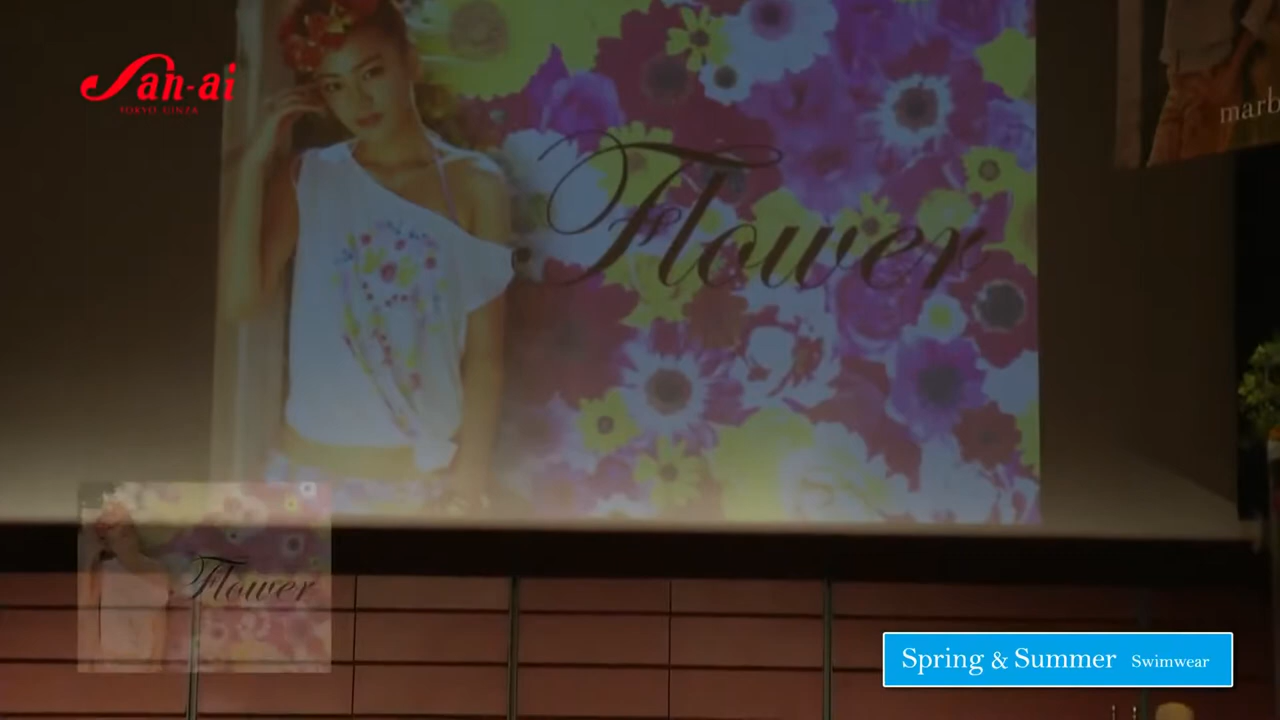 San-ai
TOKYO GINZA
Flower
marb
Flower
Spring & Summer Swimwear